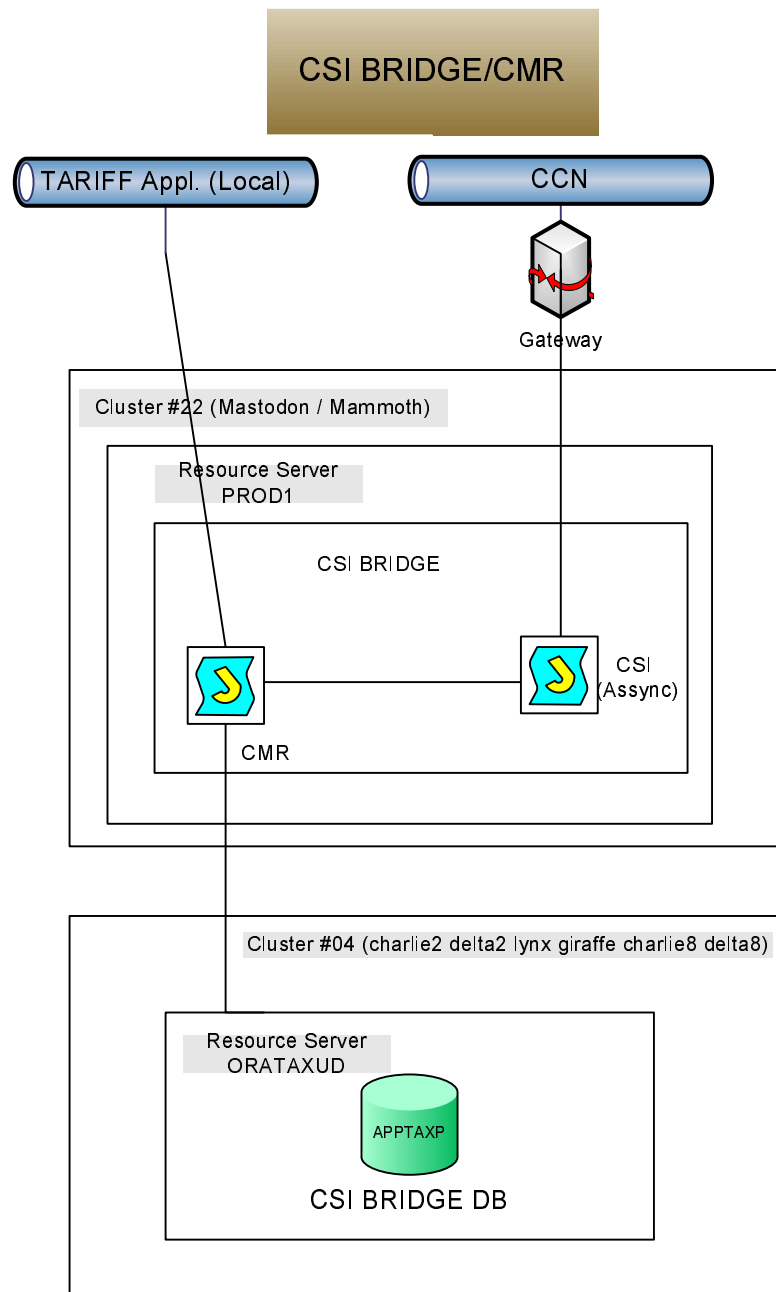 CSI BRIDGE/CMR
TARIFF Appl. (Local)
CCN
Gateway
Cluster #22 (Mastodon / Mammoth)
Resource Server
PROD1
CSI BRIDGE
CSI
(Assync)
CMR
Cluster #04 (charlie2 delta2 lynx giraffe charlie8 delta8)
Resource Server
ORATAXUD
APPTAXP
CSI BRIDGE DB